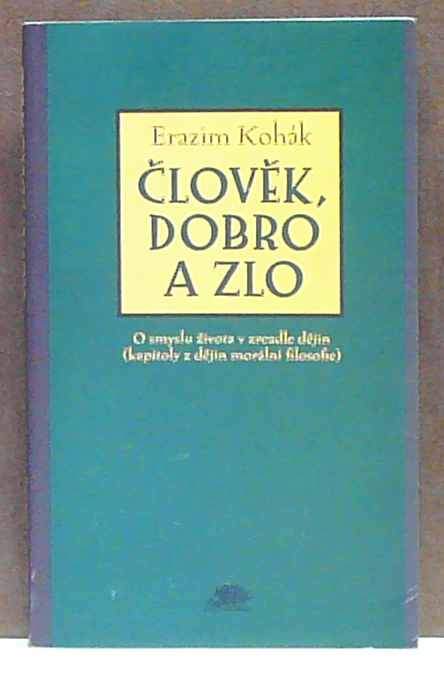 Erazim Kohák
ČLOVĚK,
DOBRO
A ZLO
O smyslu života v zrcadle dějin
(kapitoly z dějin morální filosofie)